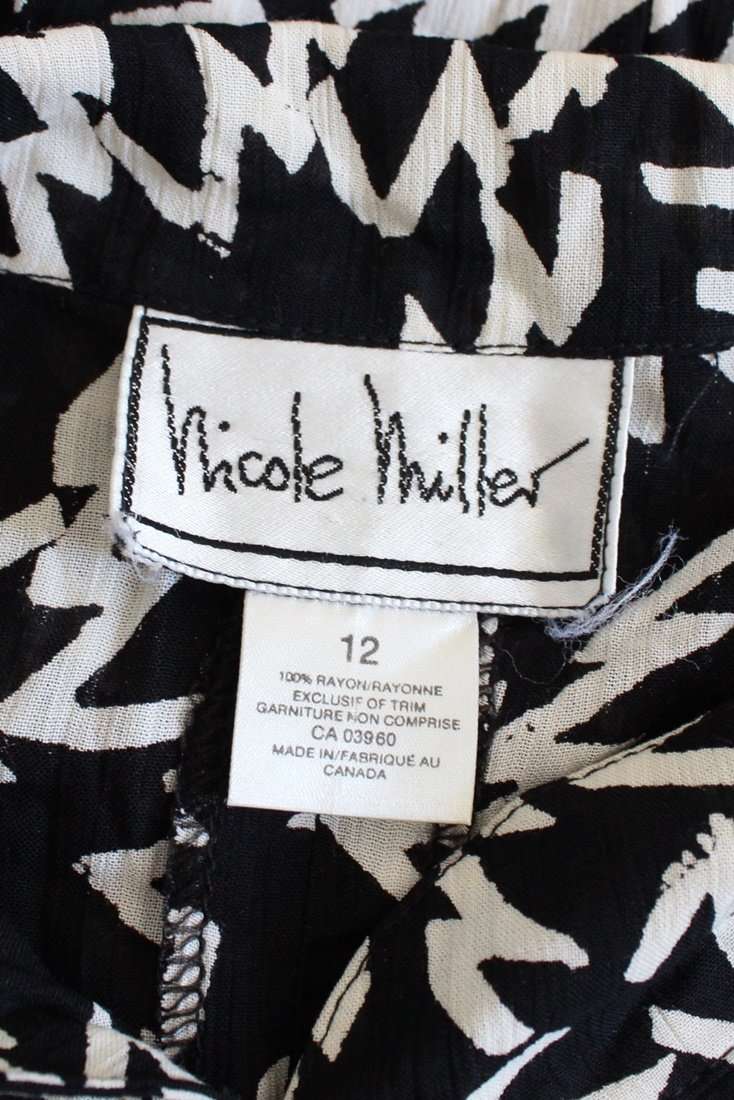 Nicole Miller
12
100% RAYON/RAYONNE
EXCLUSIF OF TRIM
GARNITURE NON COMPRISE
CA 03960
MADE IN/FABRIQUÉ AU
CANADA